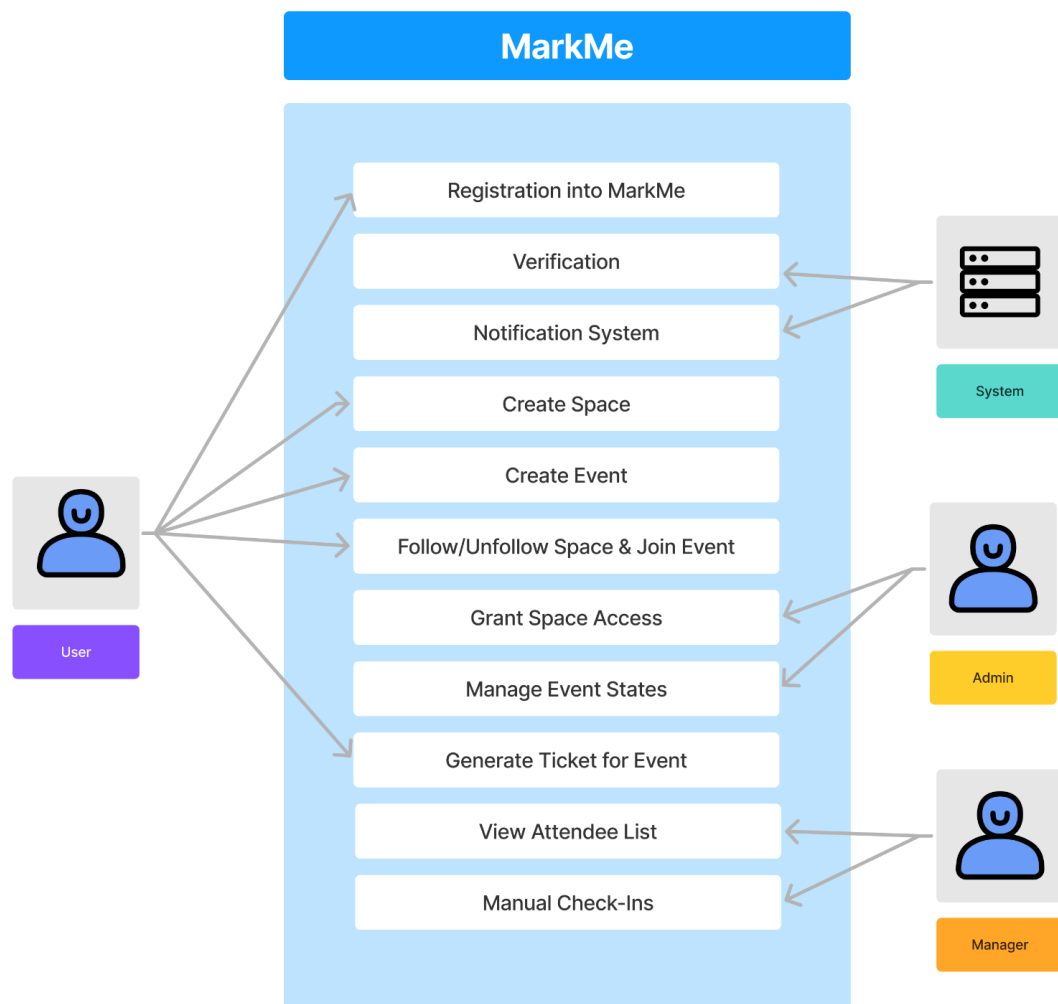 MarkMe
Registration into MarkMe
Verification
Notification System
System
Create Space
Create Event
Follow/Unfollow Space & Join Event
Grant Space Access
User
Manage Event States
Admin
Generate Ticket for Event
View Attendee List
Manual Check-Ins
Manager